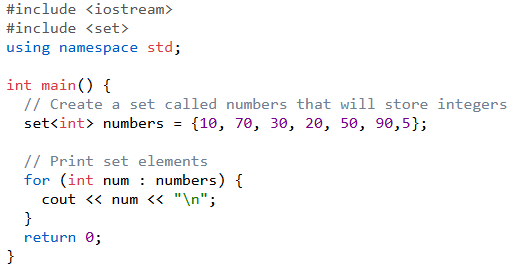 #include <iostream>
#include <set>
using namespace std;
int main() {
// Create a set called numbers that will store integers
set<int> numbers = {10, 70, 30, 20, 50, 90,5};
// Print set elements
for (int num : numbers) {
cout << num << "\n";
}
return 0;
}